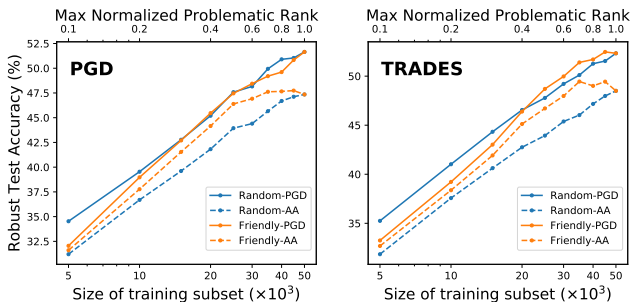 Max Normalized Problematic Rank
0.1 0.2 0.4 0.6 0.8 1.0
PGD
Robust Test Accuracy (%)
52.5
50.0
47.5
45.0
42.5
40.0
37.5
35.0
32.5
Random-PGD
Random-AA
Friendly-PGD
Friendly-AA
5 10 20 30 40 50
Size of training subset (×10³)
Max Normalized Problematic Rank
0.1 0.2 0.4 0.6 0.8 1.0
TRADES
50
45
40
35
Random-PGD
Random-AA
Friendly-PGD
Friendly-AA
5 10 20 30 40 50
Size of training subset (×10³)